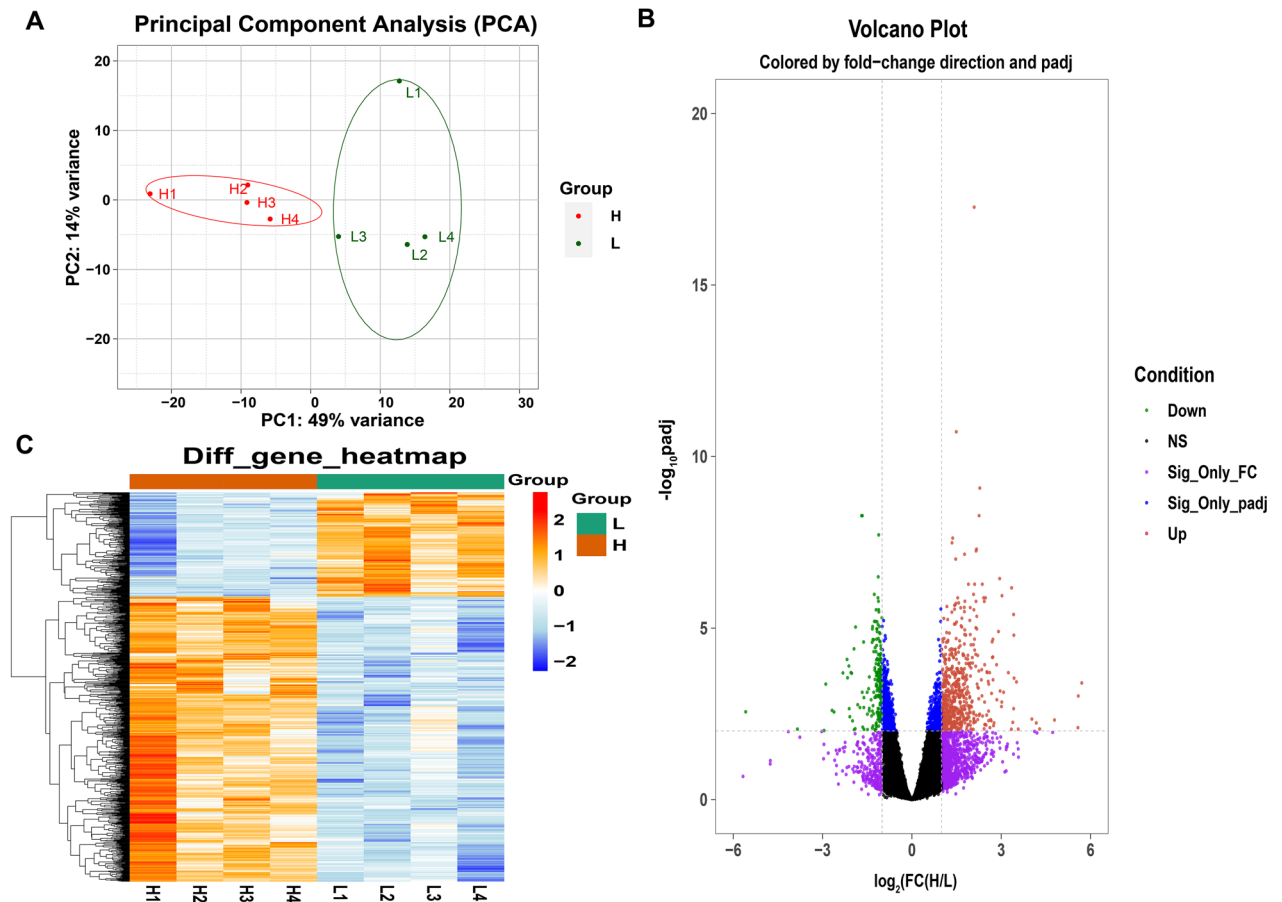 A
Principal Component Analysis (PCA)
20
10
0
−10
−20
PC2: 14% variance
−20
−10
0
10
20
30
PC1: 49% variance
L1
H1
H2
H3
H4
L3
L4
L2
Group
H
L
B
Volcano Plot
Colored by fold−change direction and padj
20
15
10
5
0
-log10padj
−6
−3
0
3
6
log2(FC(H/L)
Condition
Down
NS
Sig_Only_FC
Sig_Only_padj
Up
C
Diff_gene_heatmap
Group
2
1
0
−1
−2
Group
L
H
H1
H2
H3
H4
L1
L2
L3
L4